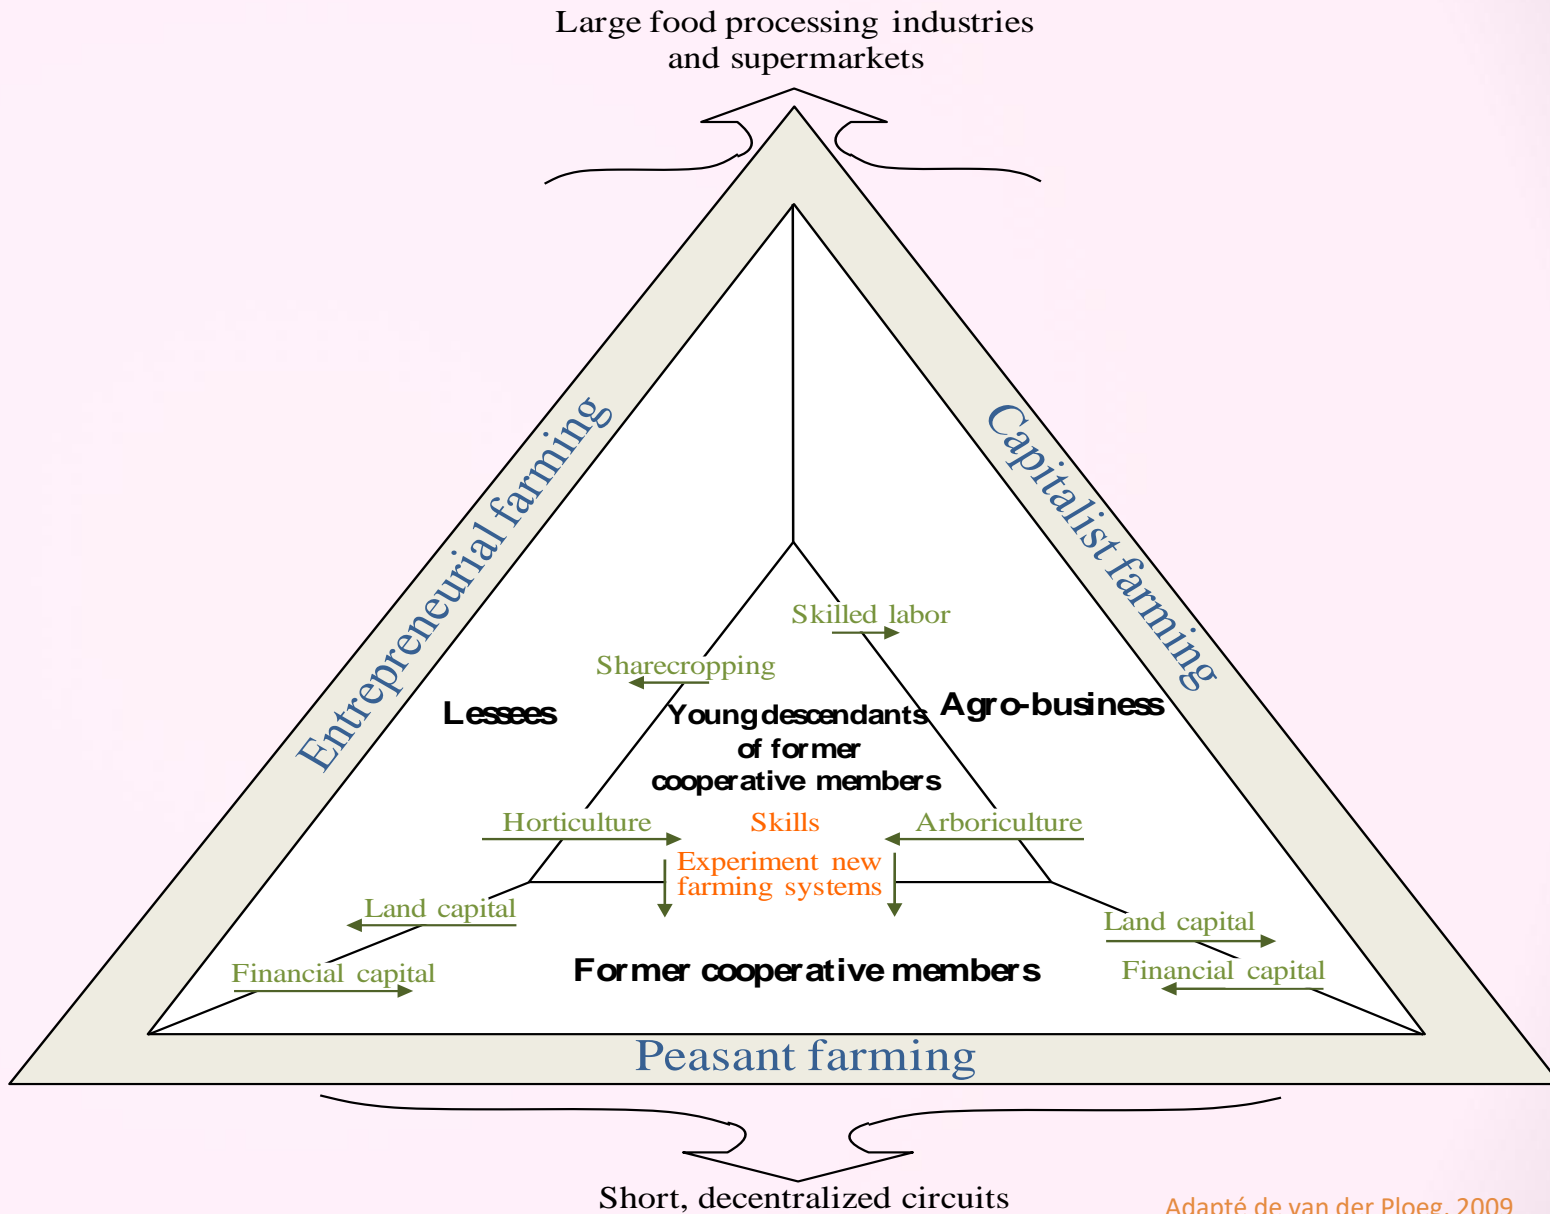 Large food processing industries
and supermarkets
Entrepreneurial farming
Capitalist farming
Skilled labor
Sharecropping
Lessees
Agro-business
Young descendants
of former
cooperative members
Horticulture
Skills
Arboriculture
Experiment new
farming systems
Land capital
Land capital
Financial capital
Former cooperative members
Financial capital
Peasant farming
Short, decentralized circuits
Adapté de van der Ploeg, 2009